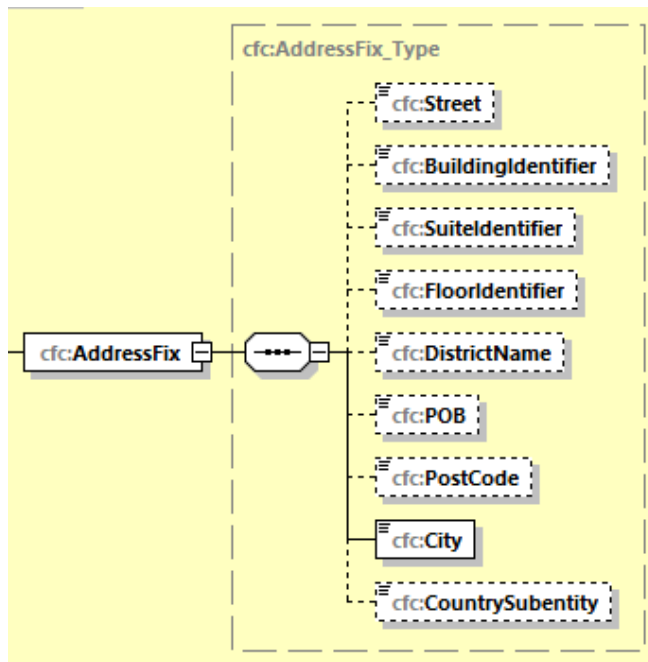 cfc:AddressFix_Type
cfc:Street
cfc:BuildingIdentifier
cfc:SuiteIdentifier
cfc:FloorIdentifier
cfc:AddressFix
cfc:DistrictName
cfc:POB
cfc:PostCode
cfc:City
cfc:CountrySubentity